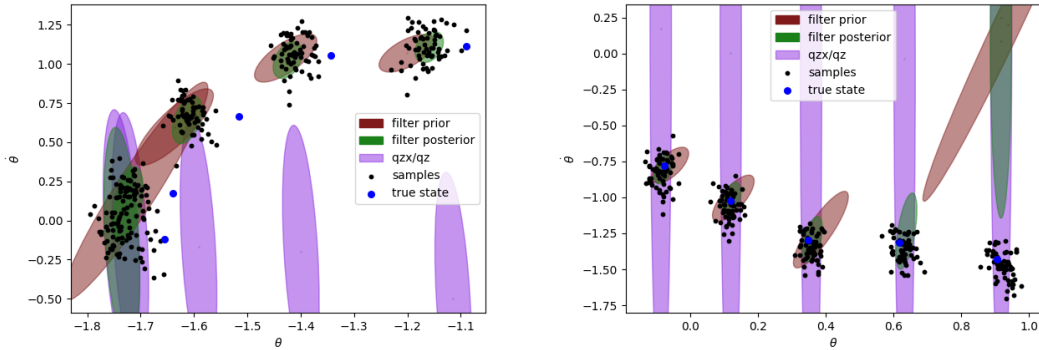 1.25
1.00
0.75
0.50
0.25
0.00
−0.25
−0.50
θ̇
filter prior
filter posterior
qzx/qz
samples
true state
−1.8 −1.7 −1.6 −1.5 −1.4 −1.3 −1.2 −1.1
θ
0.25
0.00
−0.25
−0.50
−0.75
−1.00
−1.25
−1.50
−1.75
θ̇
filter prior
filter posterior
qzx/qz
samples
true state
0.0 0.2 0.4 0.6 0.8 1.0
θ